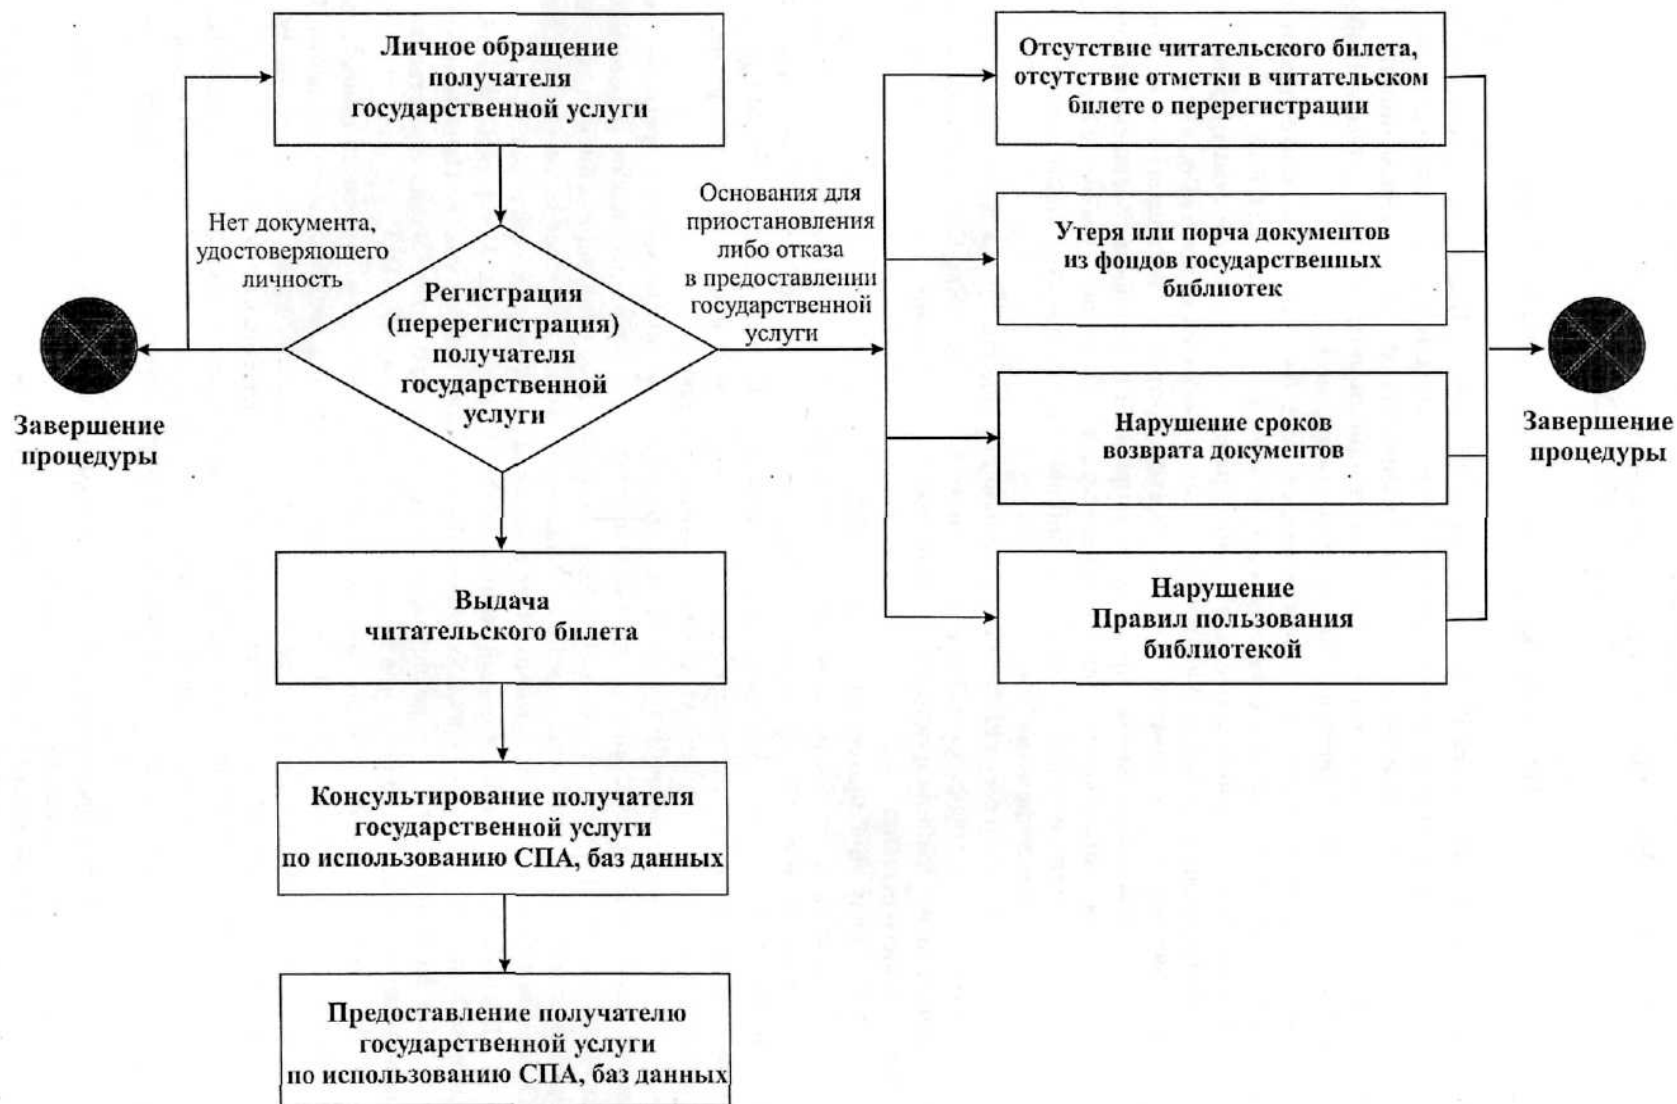 Личное обращение
получателя
государственной услуги
Нет документа,
удостоверяющего
личность
Регистрация
(перерегистрация)
получателя
государственной
услуги
Завершение
процедуры
Основания для
приостановления
либо отказа
в предоставлении
государственной
услуги
Отсутствие читательского билета,
отсутствие отметки в читательском
билете о перерегистрации
Утеря или порча документов
из фондов государственных
библиотек
Нарушение сроков
возврата документов
Нарушение
Правил пользования
библиотекой
Завершение
процедуры
Выдача
читательского билета
Консультирование получателя
государственной услуги
по использованию СПА, баз данных
Предоставление получателю
государственной услуги
по использованию СПА, баз данных